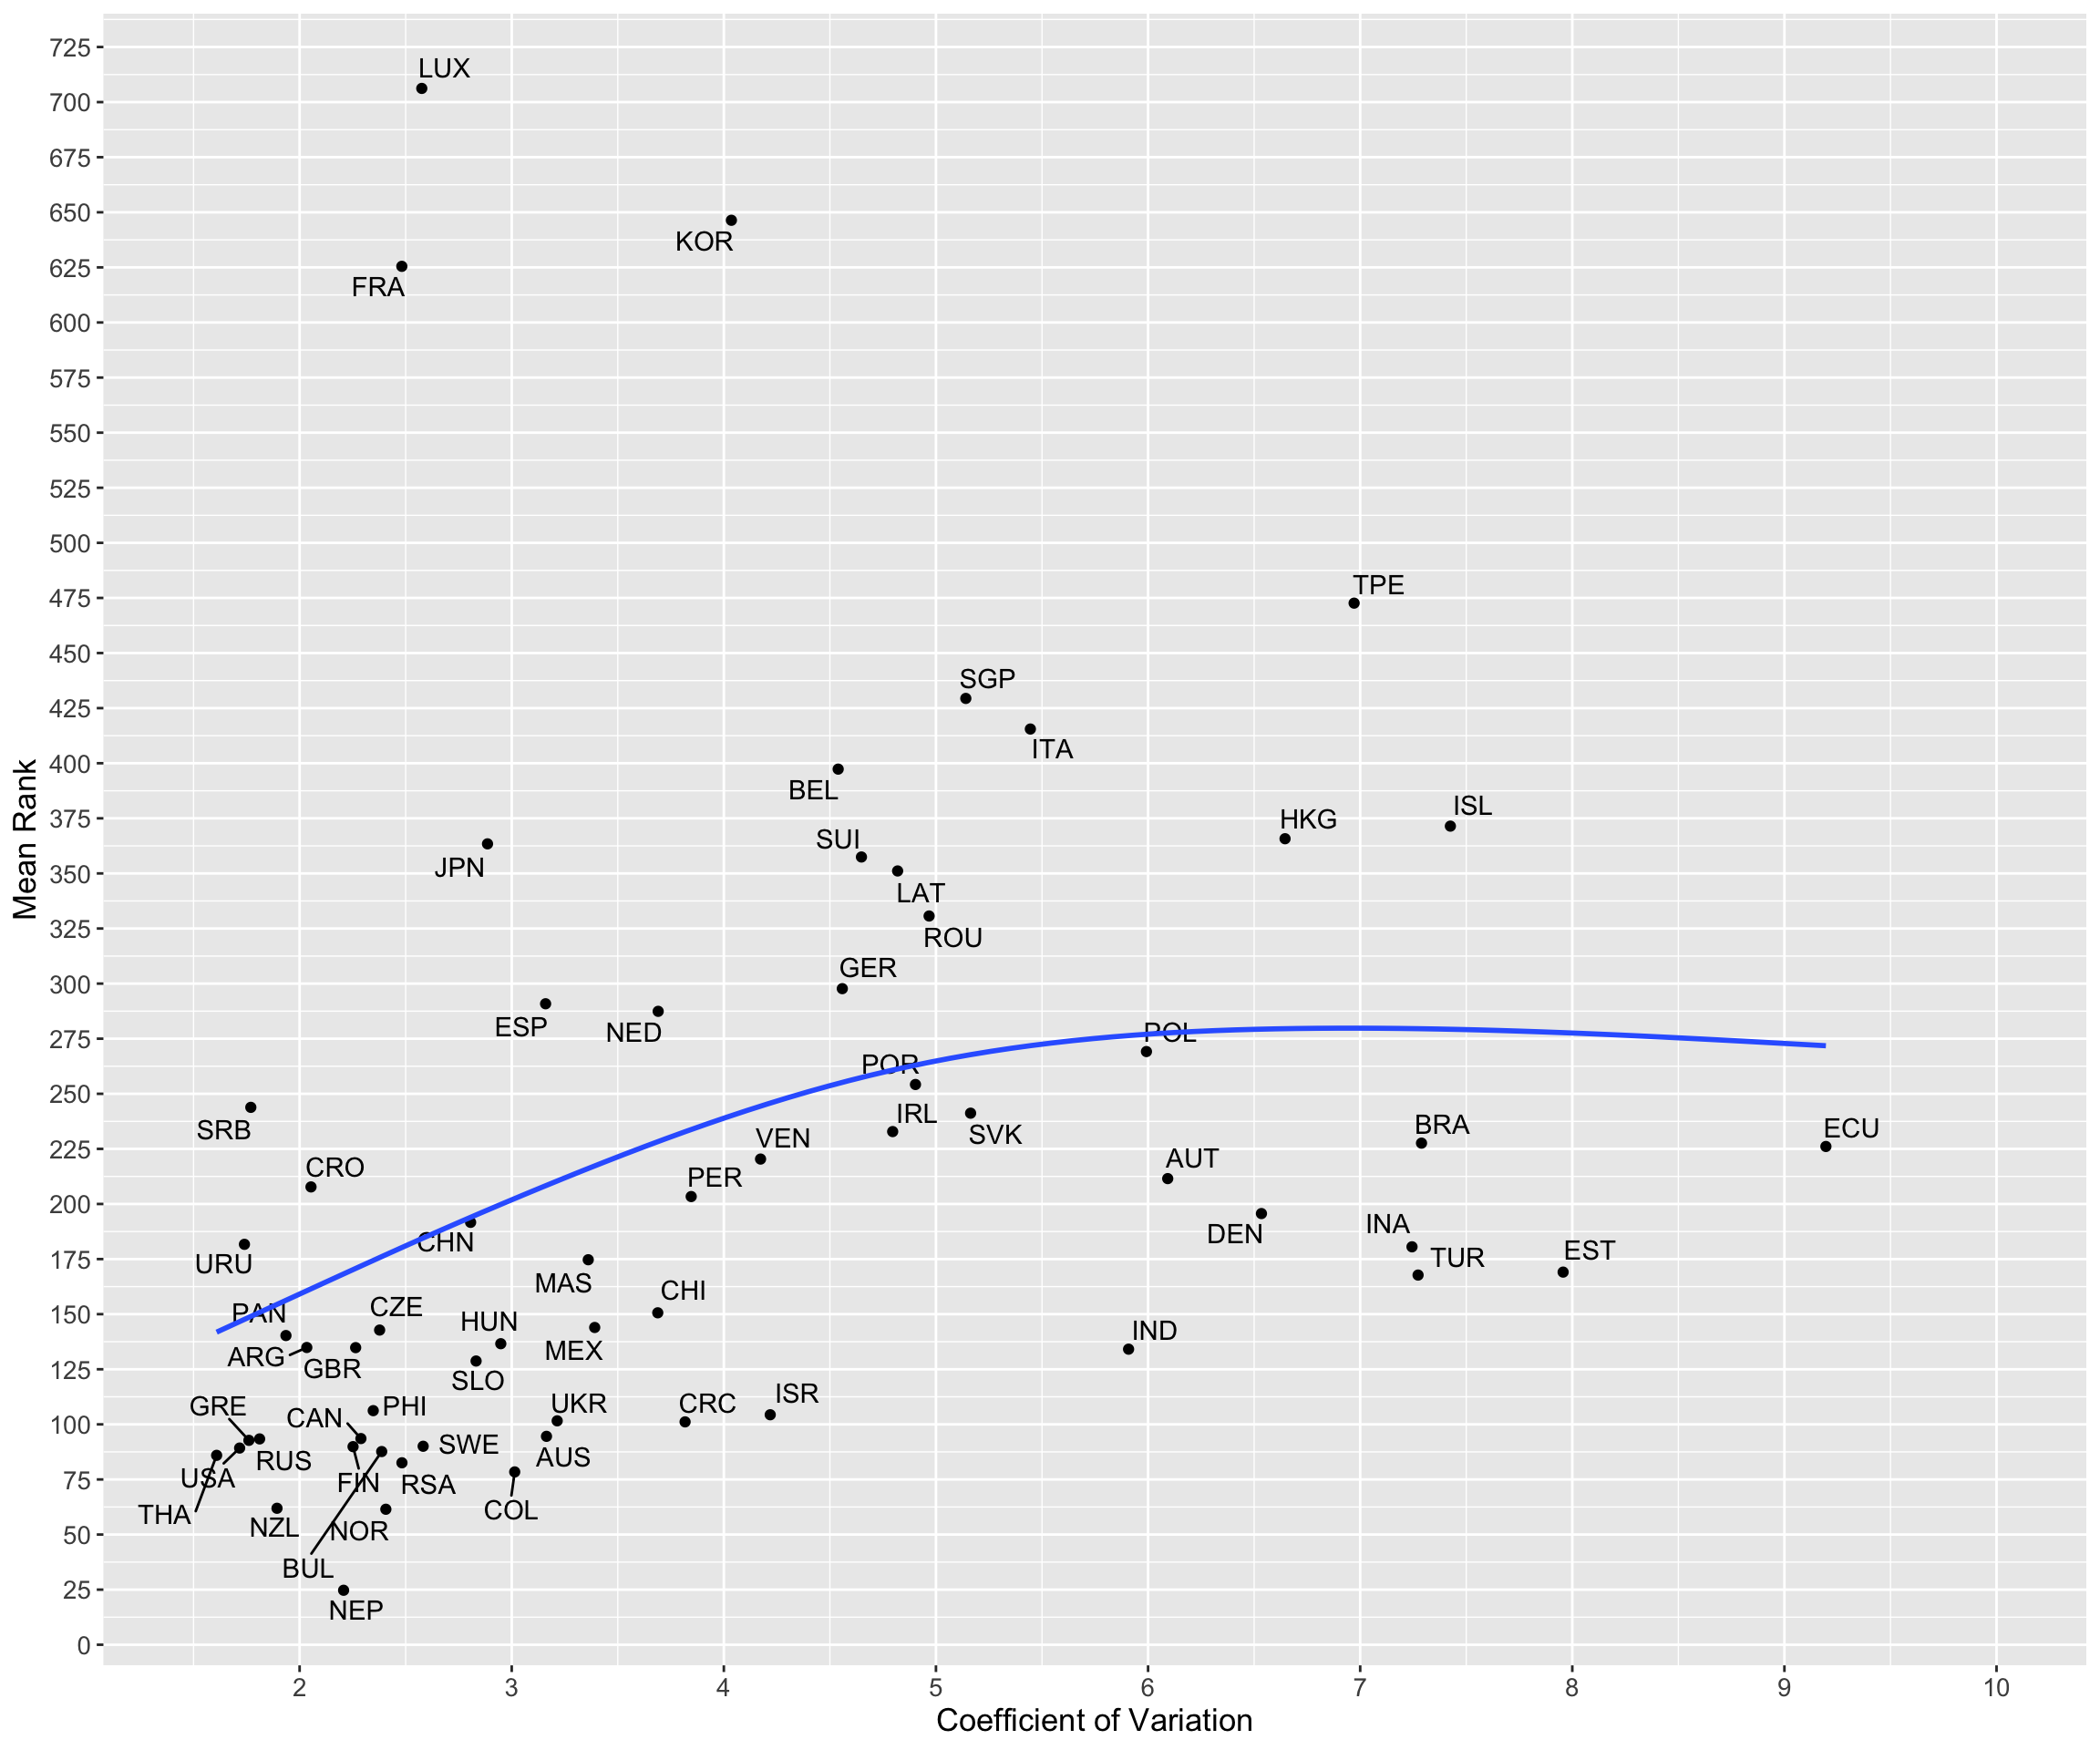 725
LUX
700
675
650
KOR
625
FRA
600
575
550
525
500
TPE
475
450
SGP
425
ITA
400
BEL
ISL
HKG
375
SUI
JPN
350
LAT
325
ROU
GER
300
ESP
NED
275
POL
POR
250
IRL
SRB
SVK
BRA
ECU
VEN
225
AUT
CRO
PER
200
INA
DEN
CHN
URU
MAS
TUR
EST
175
CHI
CZE
PAN
HUN
IND
150
ARG
GBR
MEX
125
SLO
ISR
GRE
PHI
UKR
CRC
CAN
100
SWE
RUS
AUS
USA
FIN
RSA
75
THA
COL
NZL
NOR
50
BUL
25
NEP
0
Mean Rank
2 3 4 5 6 7 8 9 10
Coefficient of Variation